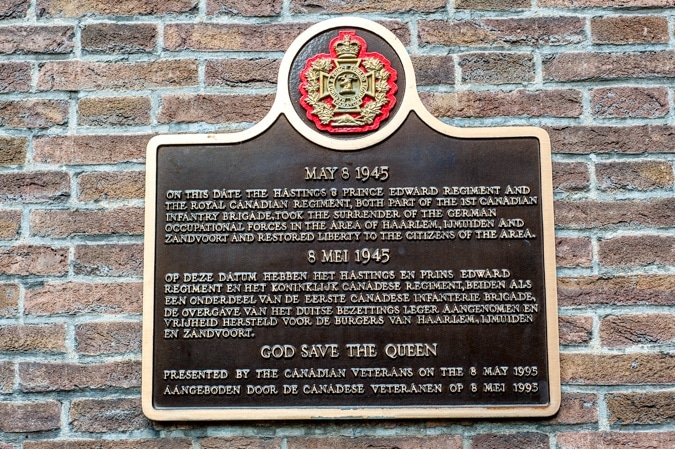 MAY 8 1945
ON THIS DATE THE HASTINGS & PRINCE EDWARD REGIMENT AND
THE ROYAL CANADIAN REGIMENT, BOTH PART OF THE 1ST CANADIAN
INFANTRY BRIGADE, TOOK THE SURRENDER OF THE GERMAN
OCCUPATIONAL FORCES IN THE AREA OF HAARLEM, IJMUIDEN AND
ZANDVOORT AND RESTORED LIBERTY TO THE CITIZENS OF THE AREA.
8 MEI 1945
OP DEZE DATUM HEBBEN HET HASTINGS EN PRINS EDWARD
REGIMENT EN HET KONINKLIJK CANADESE REGIMENT, BEIDEN ALS
EEN ONDERDEEL VAN DE EERSTE CANADESE INFANTERIE BRIGADE,
DE OVERGAVE VAN HET DUITSE BEZETTINGS LEGER AANGENOMEN EN
VRIJHEID HERSTELD VOOR DE BURGERS VAN HAARLEM, IJMUIDEN
EN ZANDVOORT.
GOD SAVE THE QUEEN
PRESENTED BY THE CANADIAN VETERANS ON THE 8 MAY 1995
AANGEBODEN DOOR DE CANADESE VETERANEN OP 8 MEI 1995